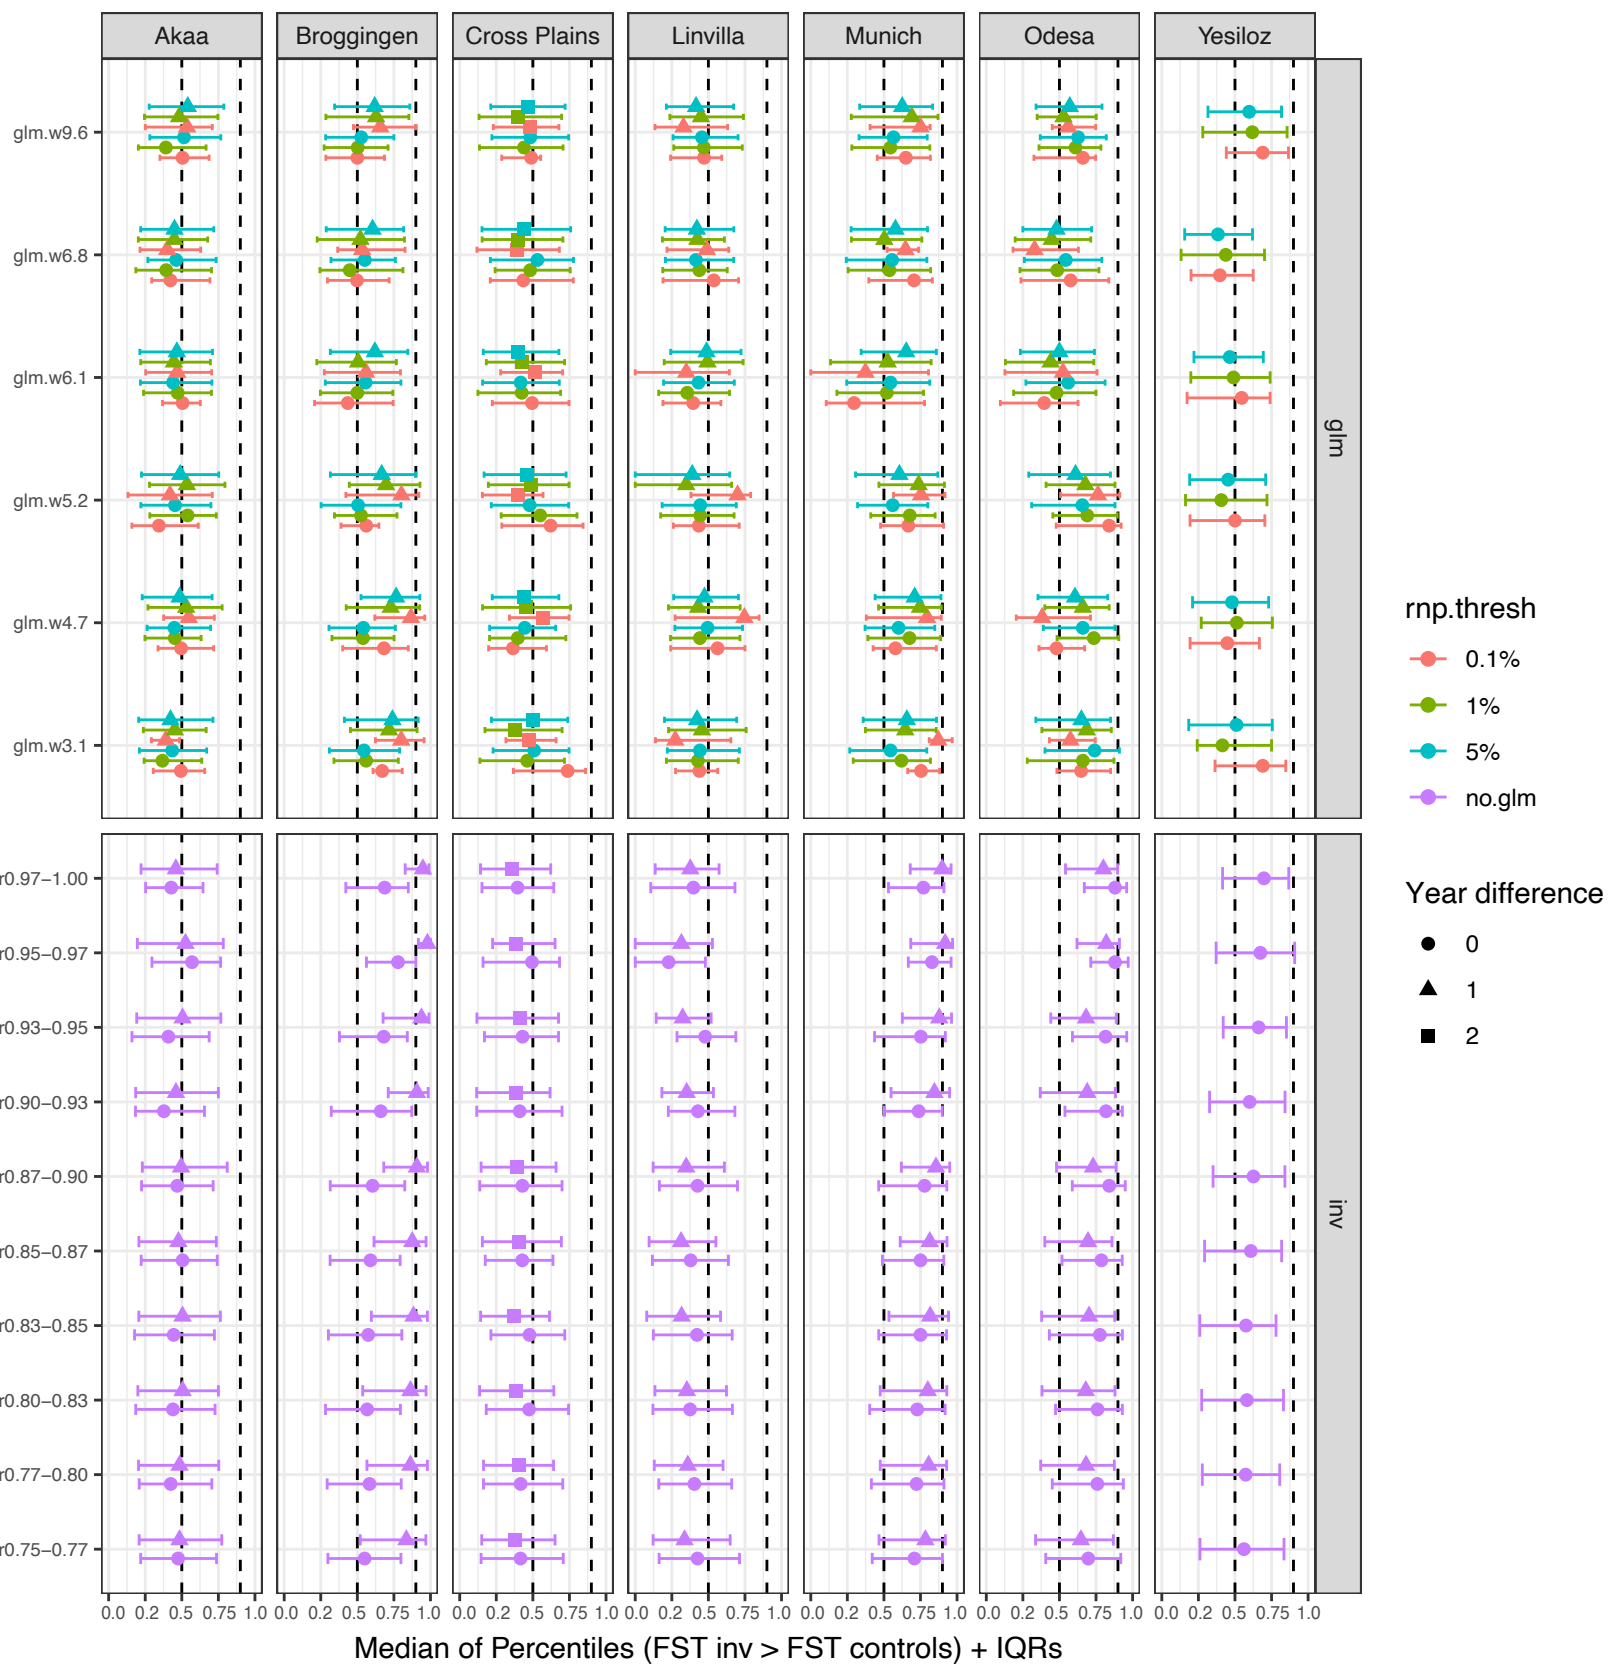 Akaa Broggingen Cross Plains Linvilla Munich Odesa Yesiloz
glm.w9.6
glm.w6.8
glm.w6.1
glm.w5.2
glm.w4.7
glm.w3.1
glm
r0.97−1.00
r0.95−0.97
r0.93−0.95
r0.90−0.93
r0.87−0.90
r0.85−0.87
r0.83−0.85
r0.80−0.83
r0.77−0.80
r0.75−0.77
inv
0.0 0.2 0.5 0.75 1.0 0.0 0.2 0.5 0.75 1.0 0.0 0.2 0.5 0.75 1.0 0.0 0.2 0.5 0.75 1.0 0.0 0.2 0.5 0.75 1.0 0.0 0.2 0.5 0.75 1.0 0.0 0.2 0.5 0.75 1.0
Median of Percentiles (FST inv > FST controls) + IQRs
rnp.thresh
0.1%
1%
5%
no.glm
Year difference
0
1
2